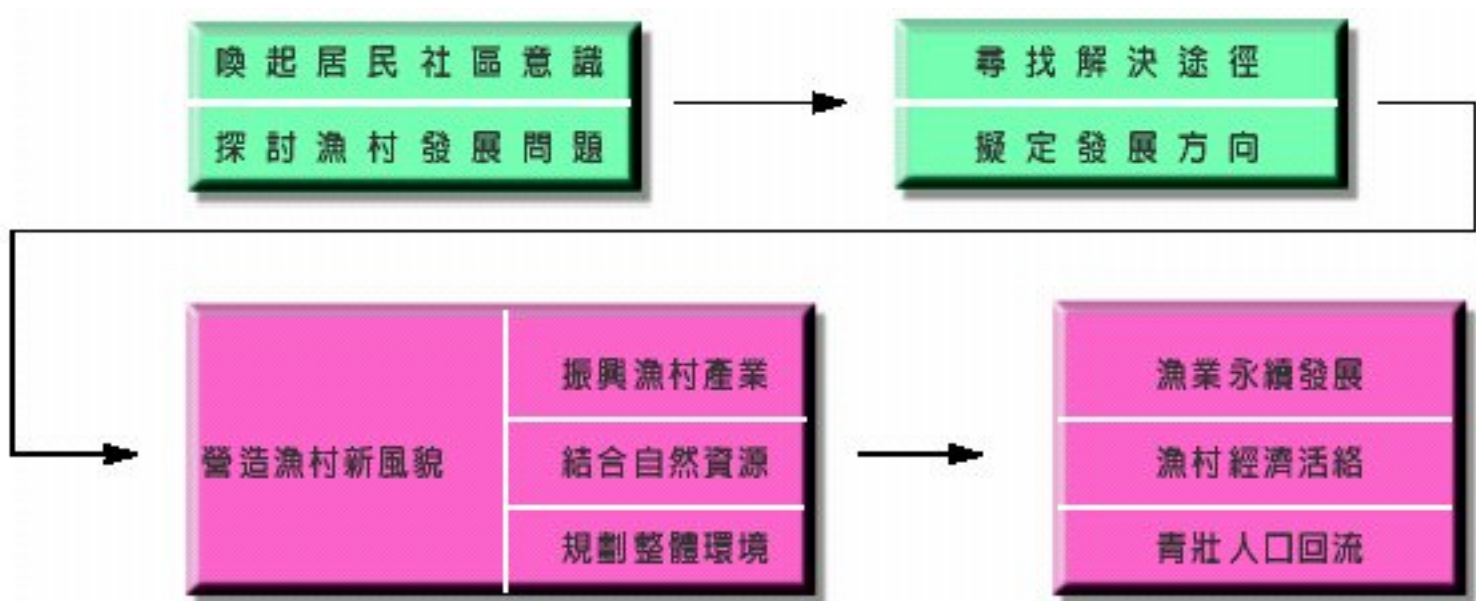 喚起居民社區意識
探討漁村發展問題
尋找解決途徑
擬定發展方向
營造漁村新風貌
振興漁村產業
結合自然資源
規劃整體環境
漁業永續發展
漁村經濟活絡
青壯人口回流